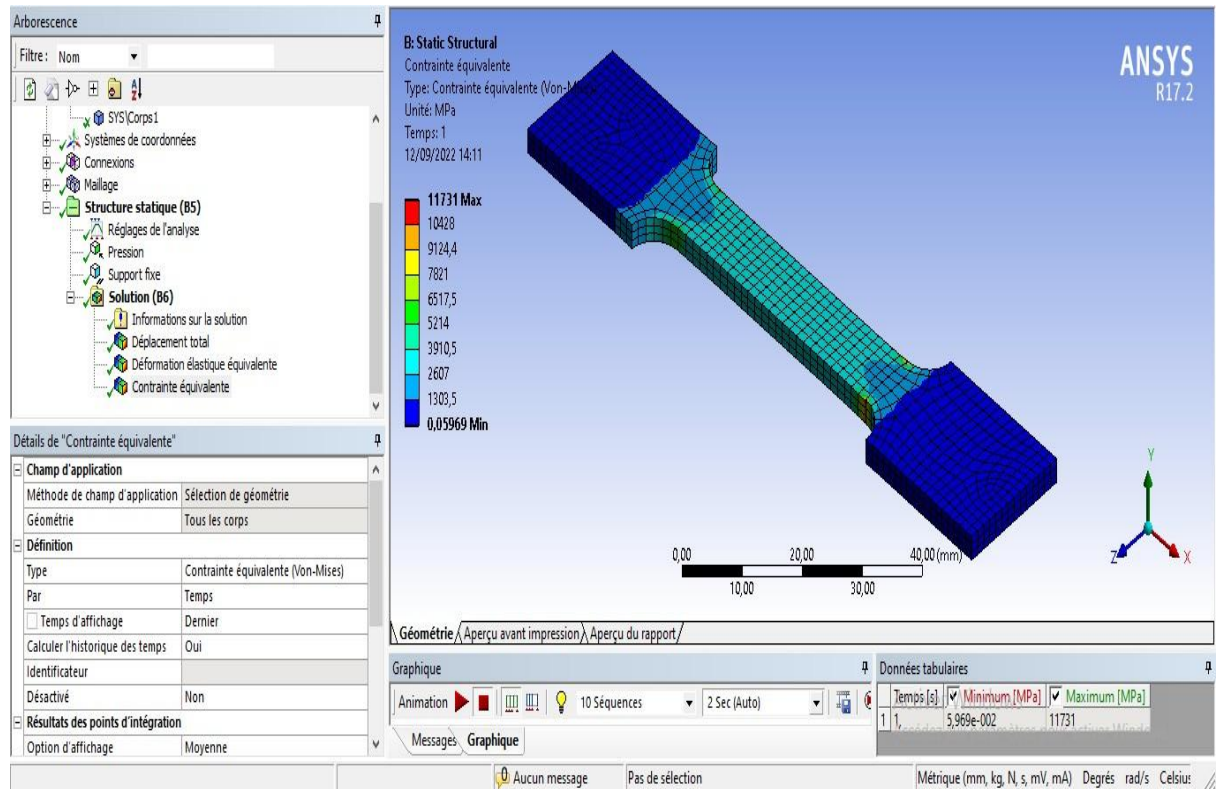 Arborescence
Filtre : Nom
SYS\Corps1
Systèmes de coordonnées
Connexions
Maillage
Structure statique (B5)
Réglages de l'analyse
Pression
Support fixe
Solution (B6)
Informations sur la solution
Déplacement total
Déformation élastique équivalente
Contrainte équivalente
Détails de "Contrainte équivalente"
Champ d'application
Méthode de champ d'application Sélection de géométrie
Géométrie Tous les corps
Définition
Type Contrainte équivalente (Von-Mises)
Par Temps
Temps d'affichage Dernier
Calculer l'historique des temps Oui
Identificateur
Désactivé Non
Résultats des points d'intégration
Option d'affichage Moyenne
B: Static Structural
Contrainte équivalente
Type: Contrainte équivalente (Von-Mises)
Unité: MPa
Temps: 1
12/09/2022 14:11
11731 Max
10428
9124,4
7821
6517,5
5214
3910,5
2607
1303,5
0,05969 Min
ANSYS
R17.2
0,00 20,00 40,00 (mm)
10,00 30,00
Y
Z X
Géométrie Aperçu avant impression Aperçu du rapport
Graphique
Animation 10 Séquences 2 Sec (Auto)
Messages Graphique
Données tabulaires
Temps [s] Minimum [MPa] Maximum [MPa]
1 1, 5,969e-002 11731
Aucun message Pas de sélection Métrique (mm, kg, N, s, mV, mA) Degrés rad/s Celsius